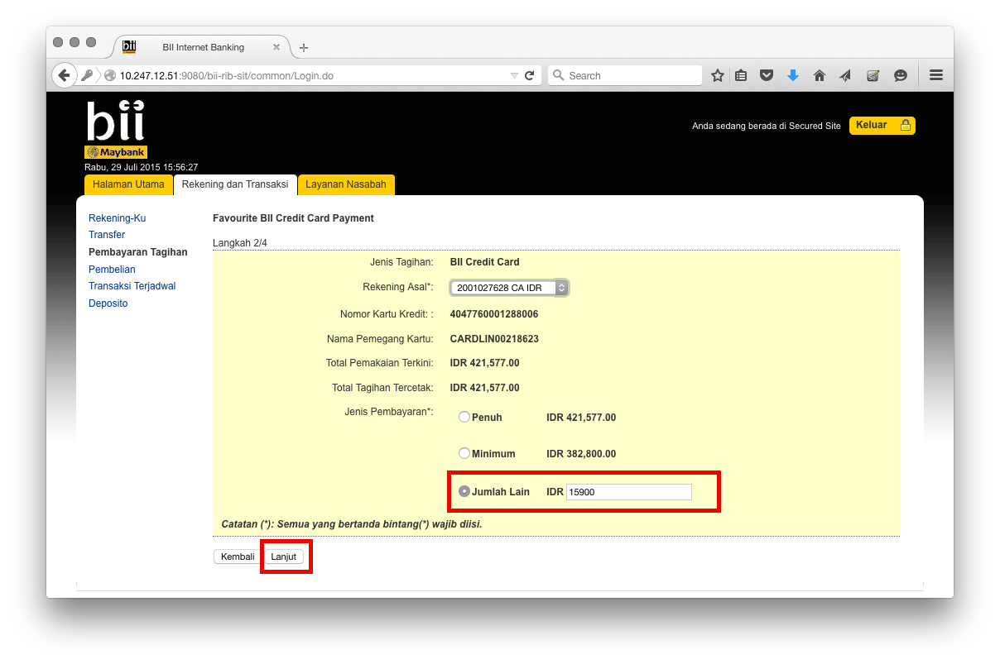 bii
BII Internet Banking
10.247.12.51:9080/bii-rib-sit/common/Login.do
Search
bii
Maybank
Anda sedang berada di Secured Site
Keluar
Rabu, 29 Juli 2015 15:56:27
Halaman Utama
Rekening dan Transaksi
Layanan Nasabah
Rekening-Ku
Transfer
Pembayaran Tagihan
Pembelian
Transaksi Terjadwal
Deposito
Favourite BII Credit Card Payment
Langkah 2/4
Jenis Tagihan: BII Credit Card
Rekening Asal*: 2001027628 CA IDR
Nomor Kartu Kredit: : 4047760001288006
Nama Pemegang Kartu: CARDLIN00218623
Total Pemakaian Terkini: IDR 421,577.00
Total Tagihan Tercetak: IDR 421,577.00
Jenis Pembayaran*: Penuh IDR 421,577.00
Minimum IDR 382,800.00
Jumlah Lain IDR 15900
Catatan (*): Semua yang bertanda bintang(*) wajib diisi.
Kembali Lanjut